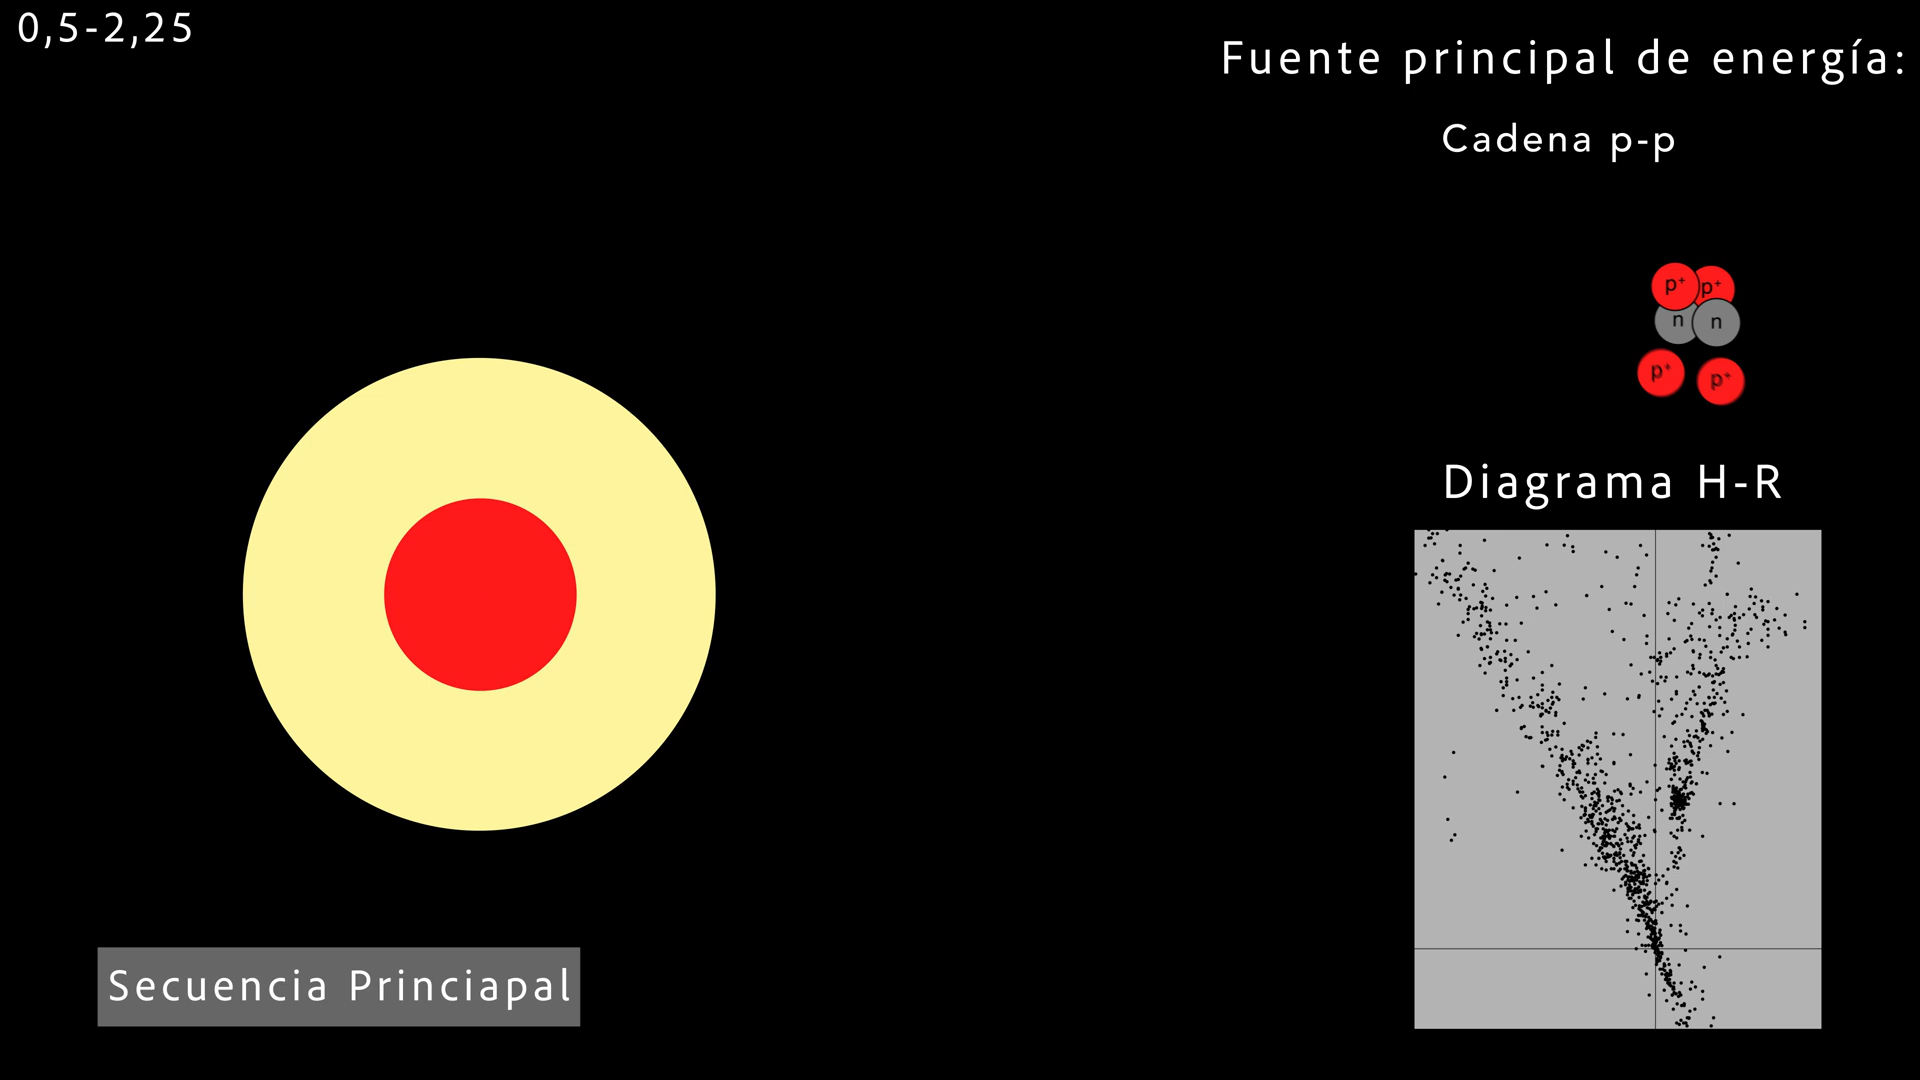 0,5-2,25
Fuente principal de energía:
Cadena p-p
p⁺ p⁺
n n
p⁺ p⁺
Diagrama H-R
Secuencia Princiapal